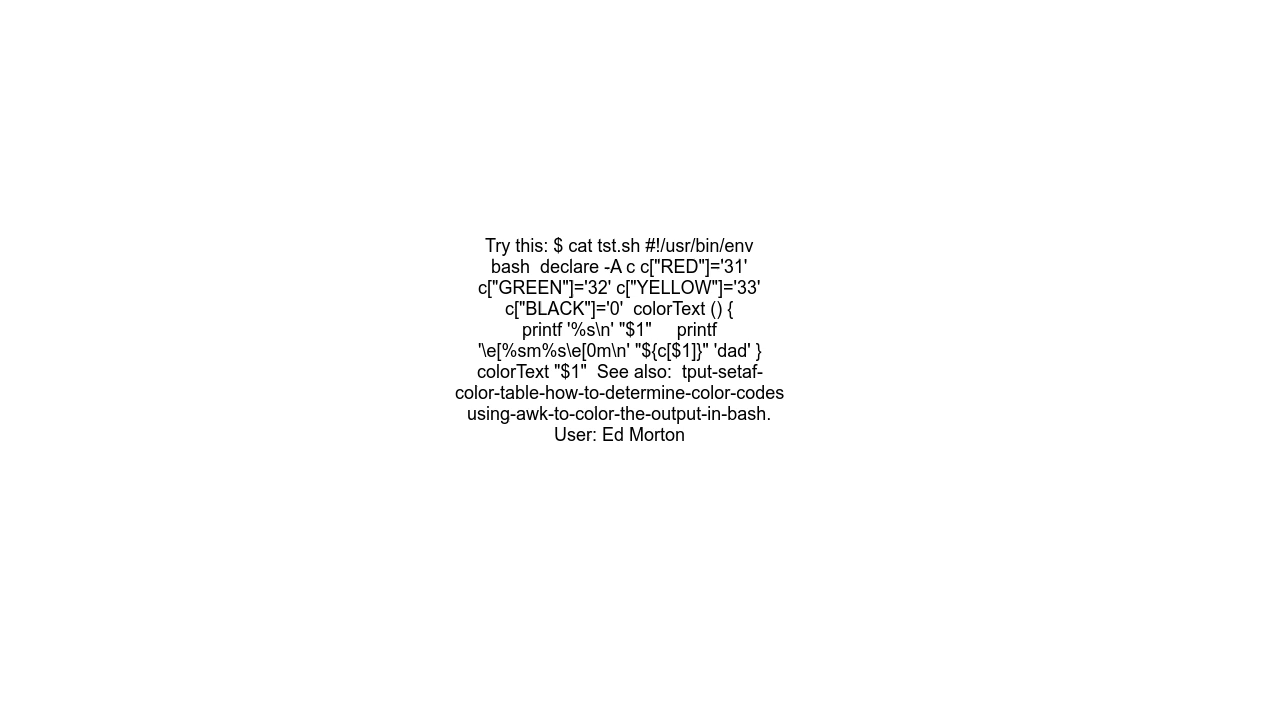 Try this: $ cat tst.sh #!/usr/bin/env
bash  declare -A c c["RED"]='31'
c["GREEN"]='32' c["YELLOW"]='33'
c["BLACK"]='0'  colorText () {
printf '%s\n' "$1"     printf
'\e[%sm%s\e[0m\n' "${c[$1]}" 'dad' }
colorText "$1"  See also:  tput-setaf-
color-table-how-to-determine-color-codes
using-awk-to-color-the-output-in-bash.
User: Ed Morton